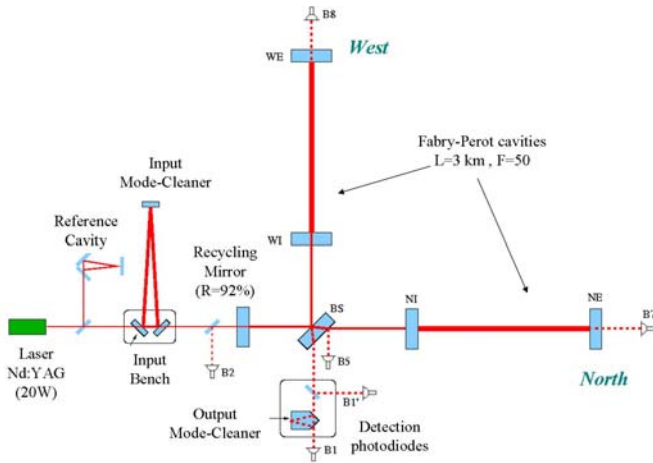 B8
WE
West
Fabry-Perot cavities
L=3 km , F=50
Input
Mode-Cleaner
Reference
Cavity
WI
Recycling
Mirror
(R=92%)
BS
NI
NE
B7
Laser
Nd:YAG
(20W)
Input
Bench
B2
B5
North
Output
Mode-Cleaner
B1'
Detection
photodiodes
B1